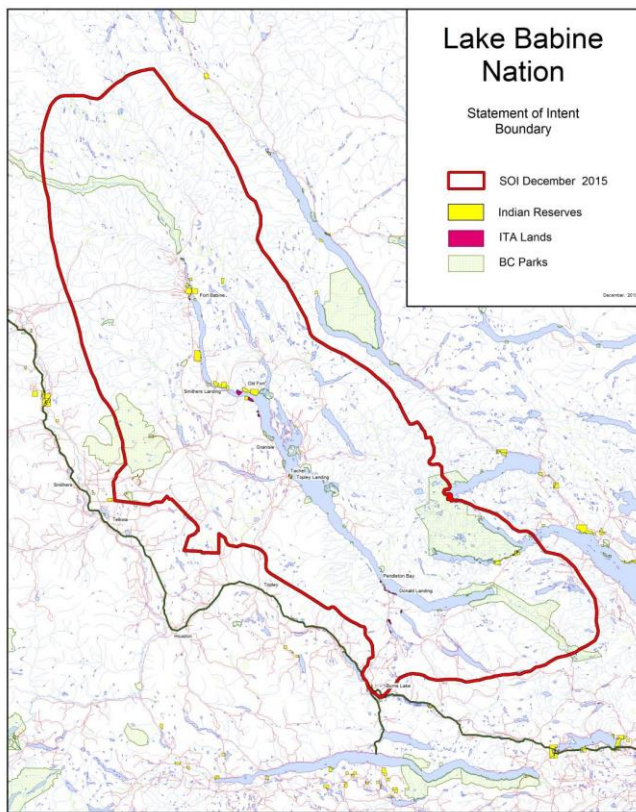 Lake Babine
Nation
Statement of Intent
Boundary
SOI December 2015
Indian Reserves
ITA Lands
BC Parks
Fort Babine
Old Fort
Smithers Landing
Granisle
Tachet
Topley Landing
Smithers
Telkwa
Pendleton Bay
Donald Landing
Topley
Houston
Burns Lake